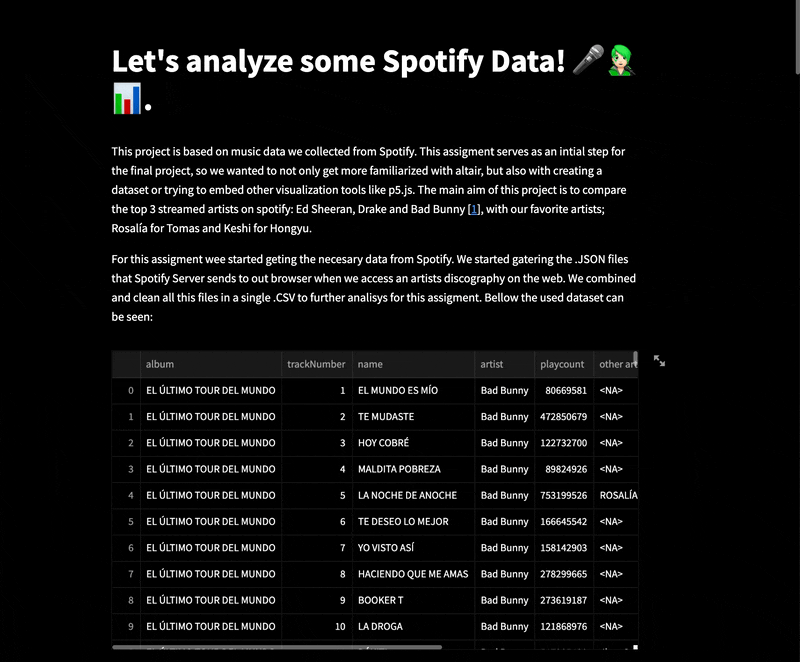 Let's analyze some Spotify Data! 🎤🧑‍🎤
📊.
This project is based on music data we collected from Spotify. This assigment serves as an intial step for
the final project, so we wanted to not only get more familiarized with altair, but also with creating a
dataset or trying to embed other visualization tools like p5.js. The main aim of this project is to compare
the top 3 streamed artists on spotify: Ed Sheeran, Drake and Bad Bunny [1], with our favorite artists;
Rosalía for Tomas and Keshi for Hongyu.
For this assigment wee started geting the necesary data from Spotify. We started gatering the .JSON files
that Spotify Server sends to out browser when we access an artists discography on the web. We combined
and clean all this files in a single .CSV to further analisys for this assigment. Bellow the used dataset can
be seen:
album trackNumber name artist playcount other art
0 EL ÚLTIMO TOUR DEL MUNDO 1 EL MUNDO ES MÍO Bad Bunny 80669581 <NA>
1 EL ÚLTIMO TOUR DEL MUNDO 2 TE MUDASTE Bad Bunny 472850679 <NA>
2 EL ÚLTIMO TOUR DEL MUNDO 3 HOY COBRÉ Bad Bunny 122732700 <NA>
3 EL ÚLTIMO TOUR DEL MUNDO 4 MALDITA POBREZA Bad Bunny 89824926 <NA>
4 EL ÚLTIMO TOUR DEL MUNDO 5 LA NOCHE DE ANOCHE Bad Bunny 753199526 ROSALÍA
5 EL ÚLTIMO TOUR DEL MUNDO 6 TE DESEO LO MEJOR Bad Bunny 166645542 <NA>
6 EL ÚLTIMO TOUR DEL MUNDO 7 YO VISTO ASÍ Bad Bunny 158142903 <NA>
7 EL ÚLTIMO TOUR DEL MUNDO 8 HACIENDO QUE ME AMAS Bad Bunny 278299665 <NA>
8 EL ÚLTIMO TOUR DEL MUNDO 9 BOOKER T Bad Bunny 273619187 <NA>
9 EL ÚLTIMO TOUR DEL MUNDO 10 LA DROGA Bad Bunny 121868976 <NA>